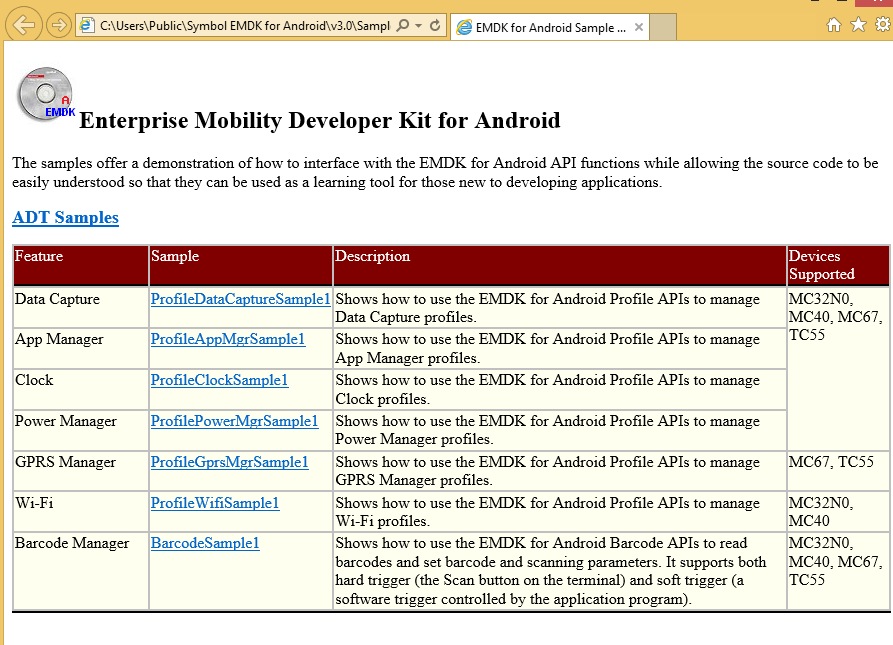 C:\Users\Public\Symbol EMDK for Android\v3.0\Sampl
EMDK for Android Sample ...
A
EMDK
Enterprise Mobility Developer Kit for Android
The samples offer a demonstration of how to interface with the EMDK for Android API functions while allowing the source code to be
easily understood so that they can be used as a learning tool for those new to developing applications.
ADT Samples
Feature Sample Description Devices
Supported
Data Capture ProfileDataCaptureSample1 Shows how to use the EMDK for Android Profile APIs to manage MC32N0,
Data Capture profiles. MC40, MC67,
App Manager ProfileAppMgrSample1 Shows how to use the EMDK for Android Profile APIs to manage TC55
App Manager profiles.
Clock ProfileClockSample1 Shows how to use the EMDK for Android Profile APIs to manage
Clock profiles.
Power Manager ProfilePowerMgrSample1 Shows how to use the EMDK for Android Profile APIs to manage
Power Manager profiles.
GPRS Manager ProfileGprsMgrSample1 Shows how to use the EMDK for Android Profile APIs to manage MC67, TC55
GPRS Manager profiles.
Wi-Fi ProfileWifiSample1 Shows how to use the EMDK for Android Profile APIs to manage MC32N0,
Wi-Fi profiles. MC40
Barcode Manager BarcodeSample1 Shows how to use the EMDK for Android Barcode APIs to read MC32N0,
barcodes and set barcode and scanning parameters. It supports both MC40, MC67,
hard trigger (the Scan button on the terminal) and soft trigger (a TC55
software trigger controlled by the application program).